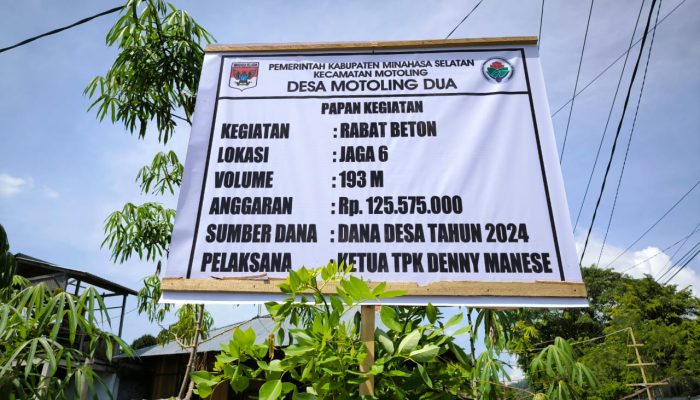 PEMERINTAH KABUPATEN MINAHASA SELATAN
KECAMATAN MOTOLING
DESA MOTOLING DUA
PAPAN KEGIATAN
KEGIATAN : RABAT BETON
LOKASI : JAGA 6
VOLUME : 193 M
ANGGARAN : Rp. 125.575.000
SUMBER DANA : DANA DESA TAHUN 2024
PELAKSANA : KETUA TPK DENNY MANESE